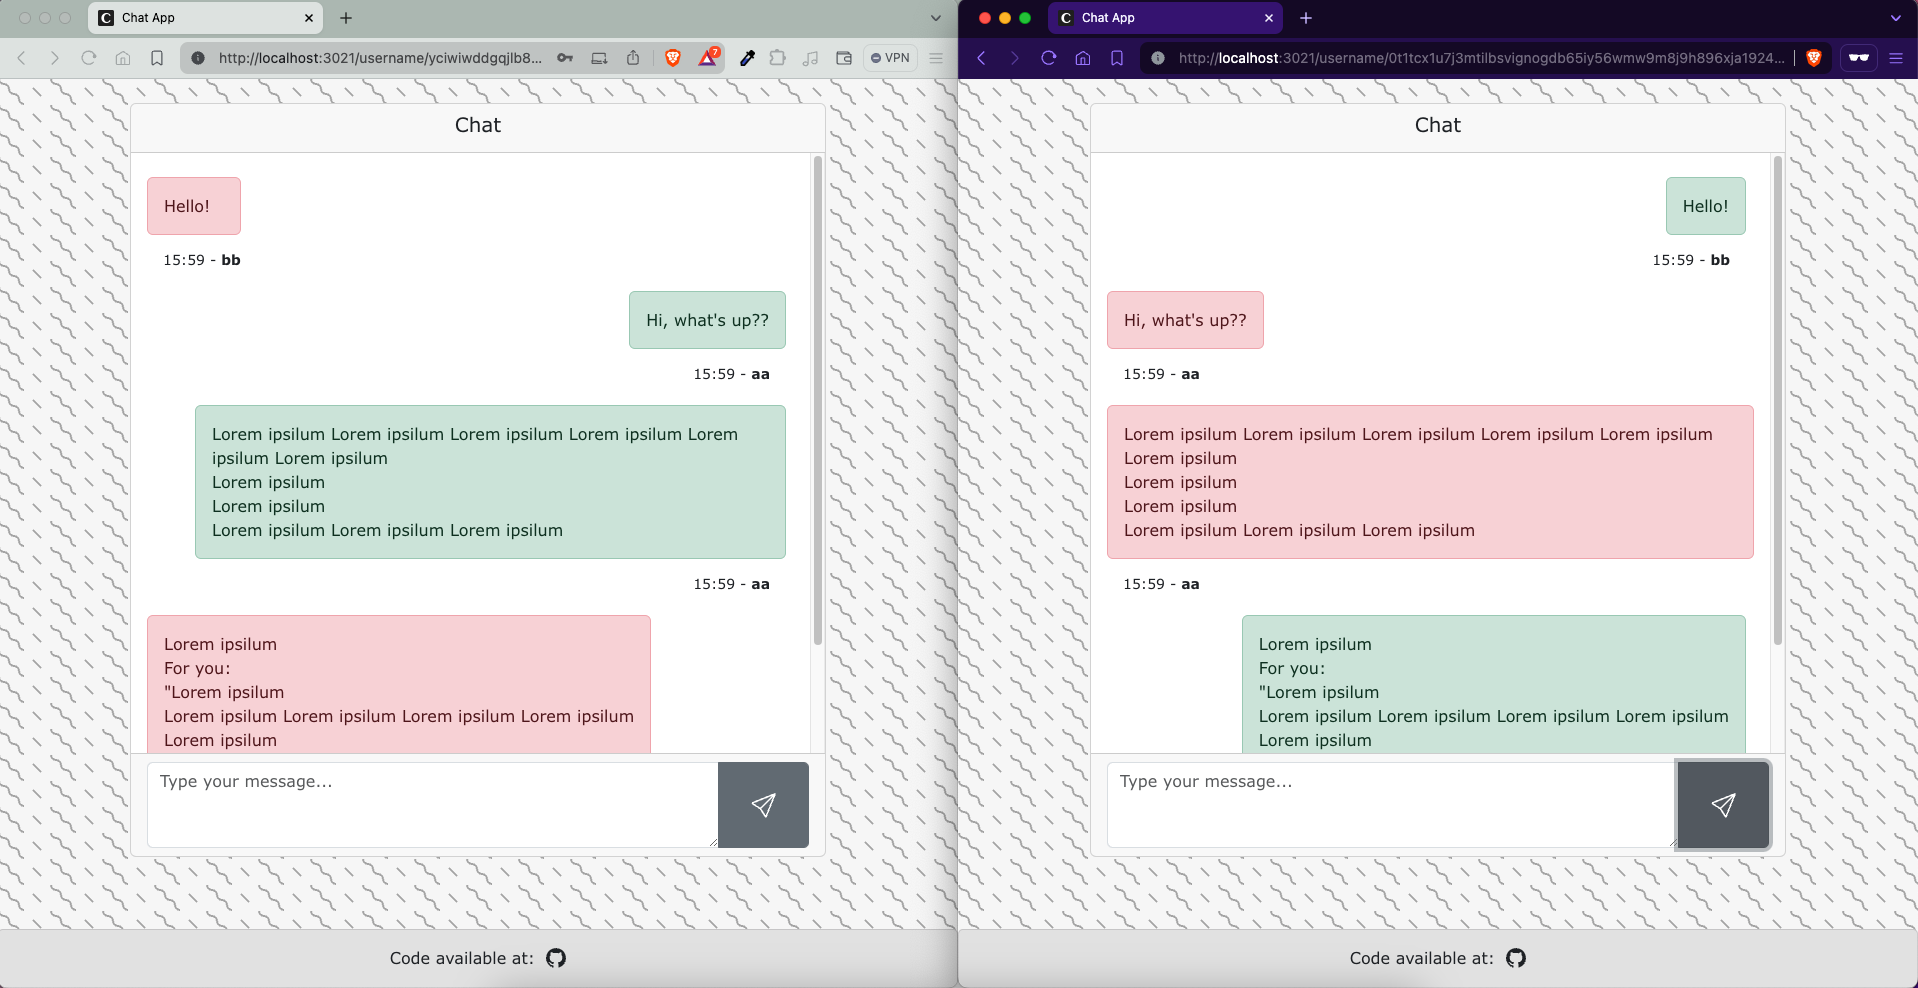 C Chat App
http://localhost:3021/username/yciwiwddgqjlb8...
7
VPN
Chat
Hello!
15:59 - bb
Hi, what's up??
15:59 - aa
Lorem ipsilum Lorem ipsilum Lorem ipsilum Lorem ipsilum Lorem
ipsilum Lorem ipsilum
Lorem ipsilum
Lorem ipsilum
Lorem ipsilum Lorem ipsilum Lorem ipsilum
15:59 - aa
Lorem ipsilum
For you:
"Lorem ipsilum
Lorem ipsilum Lorem ipsilum Lorem ipsilum Lorem ipsilum
Lorem ipsilum
Type your message...
Code available at:
C Chat App
http://localhost:3021/username/0t1tcx1u7j3mtilbsvignogdb65iy56wmw9m8j9h896xja1924...
Chat
Hello!
15:59 - bb
Hi, what's up??
15:59 - aa
Lorem ipsilum Lorem ipsilum Lorem ipsilum Lorem ipsilum Lorem ipsilum
Lorem ipsilum
Lorem ipsilum
Lorem ipsilum
Lorem ipsilum Lorem ipsilum Lorem ipsilum
15:59 - aa
Lorem ipsilum
For you:
"Lorem ipsilum
Lorem ipsilum Lorem ipsilum Lorem ipsilum Lorem ipsilum
Lorem ipsilum
Type your message...
Code available at: